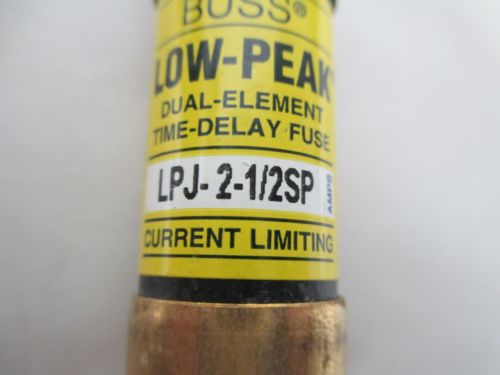 BUSS®
LOW-PEAK®
DUAL-ELEMENT
TIME-DELAY FUSE
LPJ-2-1/2SP
AMPS
CURRENT LIMITING